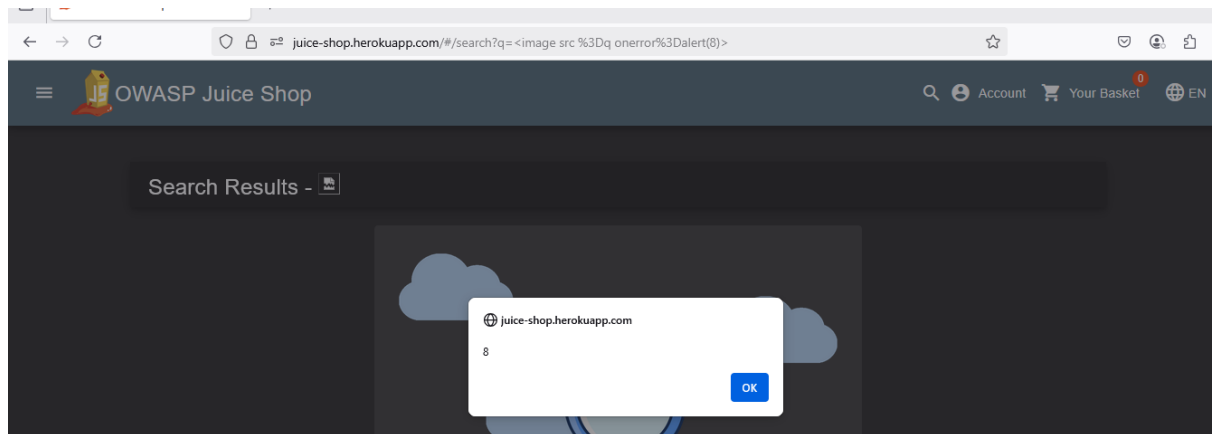 juice-shop.herokuapp.com/#/search?q=<image src %3Dq onerror%3Dalert(8)>
OWASP Juice Shop
Account
0
Your Basket
EN
Search Results -
juice-shop.herokuapp.com
8
OK